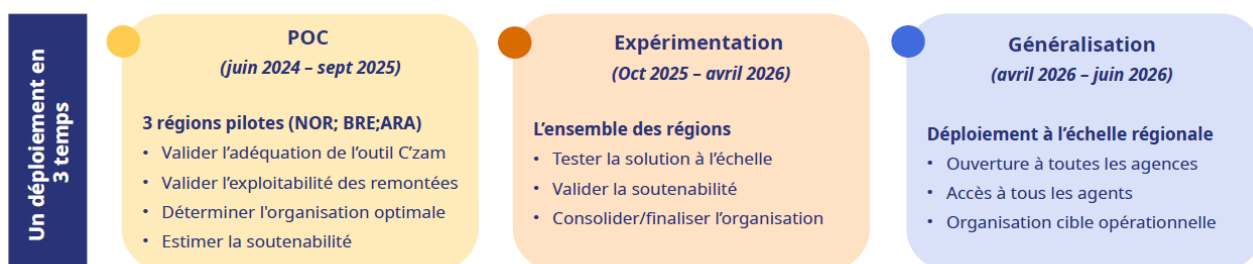 Un déploiement en
3 temps
POC
(juin 2024 – sept 2025)
3 régions pilotes (NOR; BRE;ARA)
• Valider l’adéquation de l’outil C’zam
• Valider l’exploitabilité des remontées
• Déterminer l'organisation optimale
• Estimer la soutenabilité
Expérimentation
(Oct 2025 – avril 2026)
L’ensemble des régions
• Tester la solution à l’échelle
• Valider la soutenabilité
• Consolider/finaliser l’organisation
Généralisation
(avril 2026 – juin 2026)
Déploiement à l’échelle régionale
• Ouverture à toutes les agences
• Accès à tous les agents
• Organisation cible opérationnelle